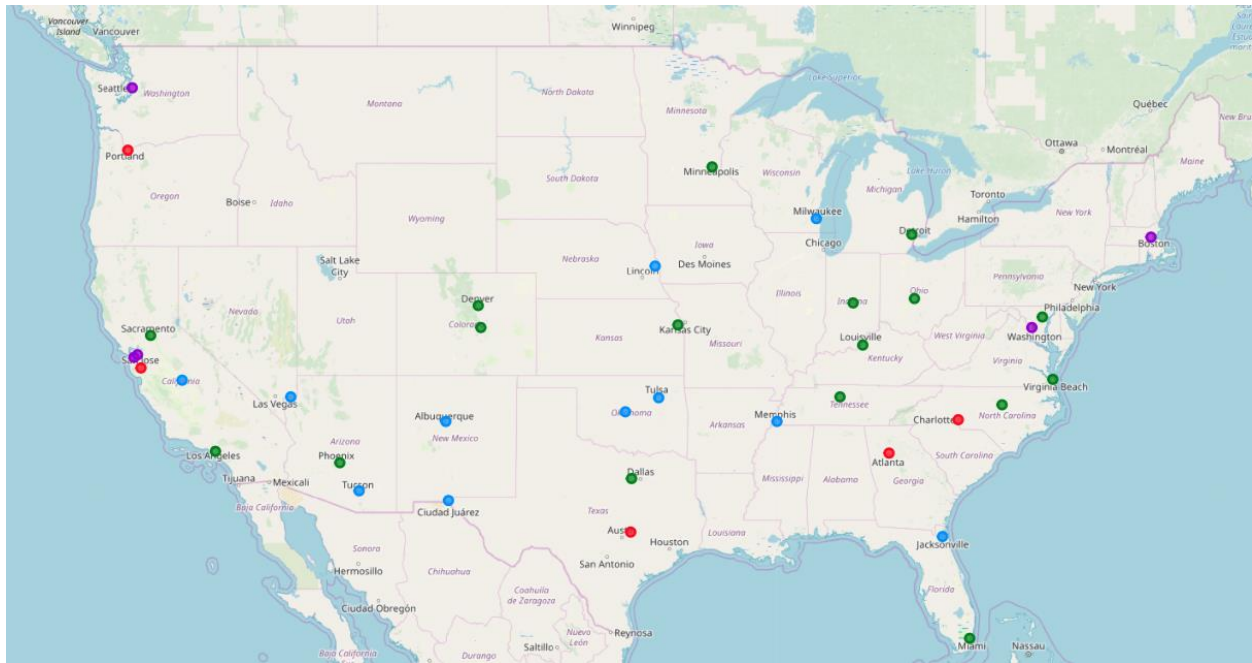 Vancouver
Island
Vancouver
Winnipeg
Seattle
Washington
Montana
North Dakota
Minnesota
Lake Superior
Québec
Ottawa
Montréal
Maine
Portland
Oregon
Boise
Idaho
South Dakota
Minneapolis
Wisconsin
Michigan
Lake Huron
Toronto
Hamilton
New York
Wyoming
Milwaukee
Chicago
Detroit
Boston
Salt Lake
City
Nebraska
Lincoln
Iowa
Des Moines
Pennsylvania
New York
Sacramento
Nevada
Utah
Denver
Colorado
Kansas
Kansas City
Missouri
Illinois
Indiana
Ohio
Philadelphia
Washington
West Virginia
Louisville
Kentucky
Virginia
Virginia Beach
San Jose
California
Las Vegas
Albuquerque
New Mexico
Tulsa
Oklahoma
Arkansas
Memphis
Tennessee
Charlotte
North Carolina
South Carolina
Los Angeles
Arizona
Phoenix
Tijuana
Mexicali
Tucson
Dallas
Mississippi
Alabama
Atlanta
Georgia
Baja California
Ciudad Juárez
Texas
Austin
Houston
Louisiana
Jacksonville
Sonora
Hermosillo
Chihuahua
San Antonio
Coahuila
de Zaragoza
Florida
Ciudad Obregón
Nuevo
León
Reynosa
Saltillo
Durango
Miami
Nassau